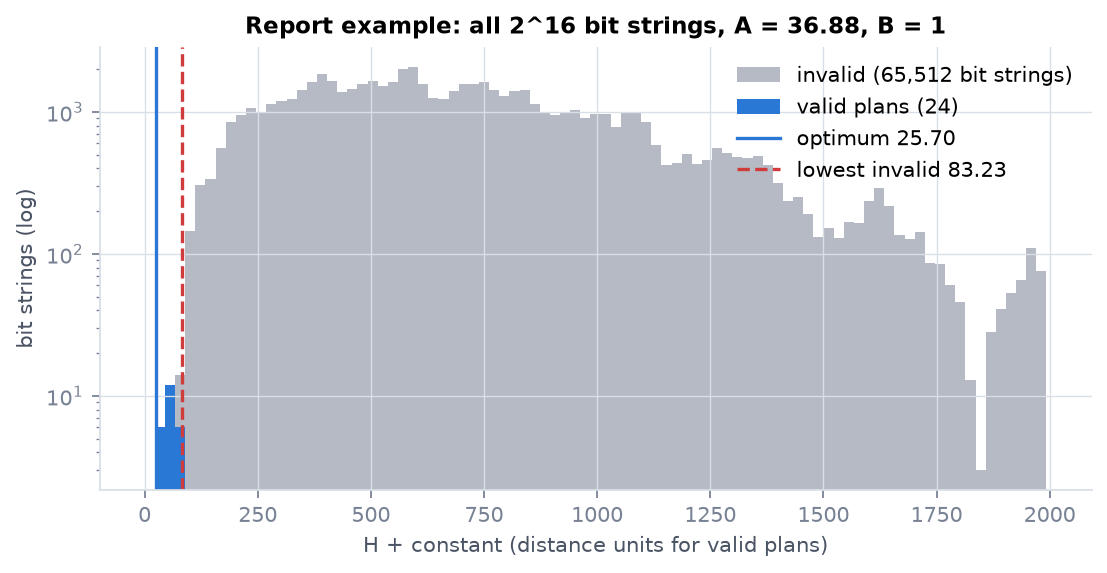 Report example: all 2^16 bit strings, A = 36.88, B = 1
invalid (65,512 bit strings)
valid plans (24)
optimum 25.70
lowest invalid 83.23
bit strings (log)
10^3
10^2
10^1
0 250 500 750 1000 1250 1500 1750 2000
H + constant (distance units for valid plans)